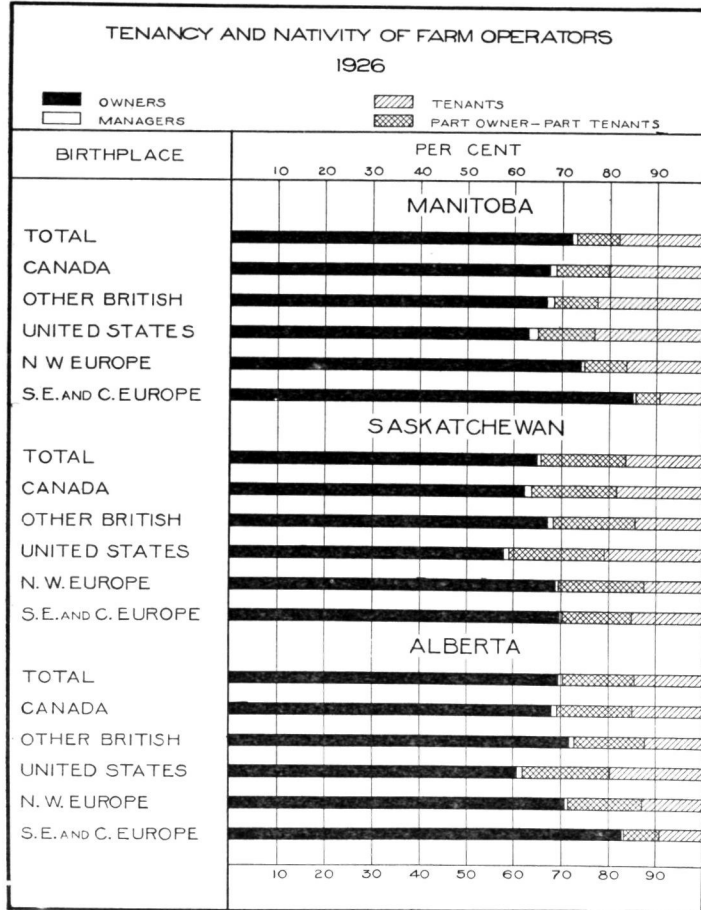 TENANCY AND NATIVITY OF FARM OPERATORS
1926
OWNERS TENANTS
MANAGERS PART OWNER-PART TENANTS
BIRTHPLACE PER CENT
10 20 30 40 50 60 70 80 90
MANITOBA
TOTAL
CANADA
OTHER BRITISH
UNITED STATES
N W EUROPE
S.E. AND C. EUROPE
SASKATCHEWAN
TOTAL
CANADA
OTHER BRITISH
UNITED STATES
N. W. EUROPE
S.E. AND C. EUROPE
ALBERTA
TOTAL
CANADA
OTHER BRITISH
UNITED STATES
N. W. EUROPE
S.E. AND C. EUROPE
10 20 30 40 50 60 70 80 90